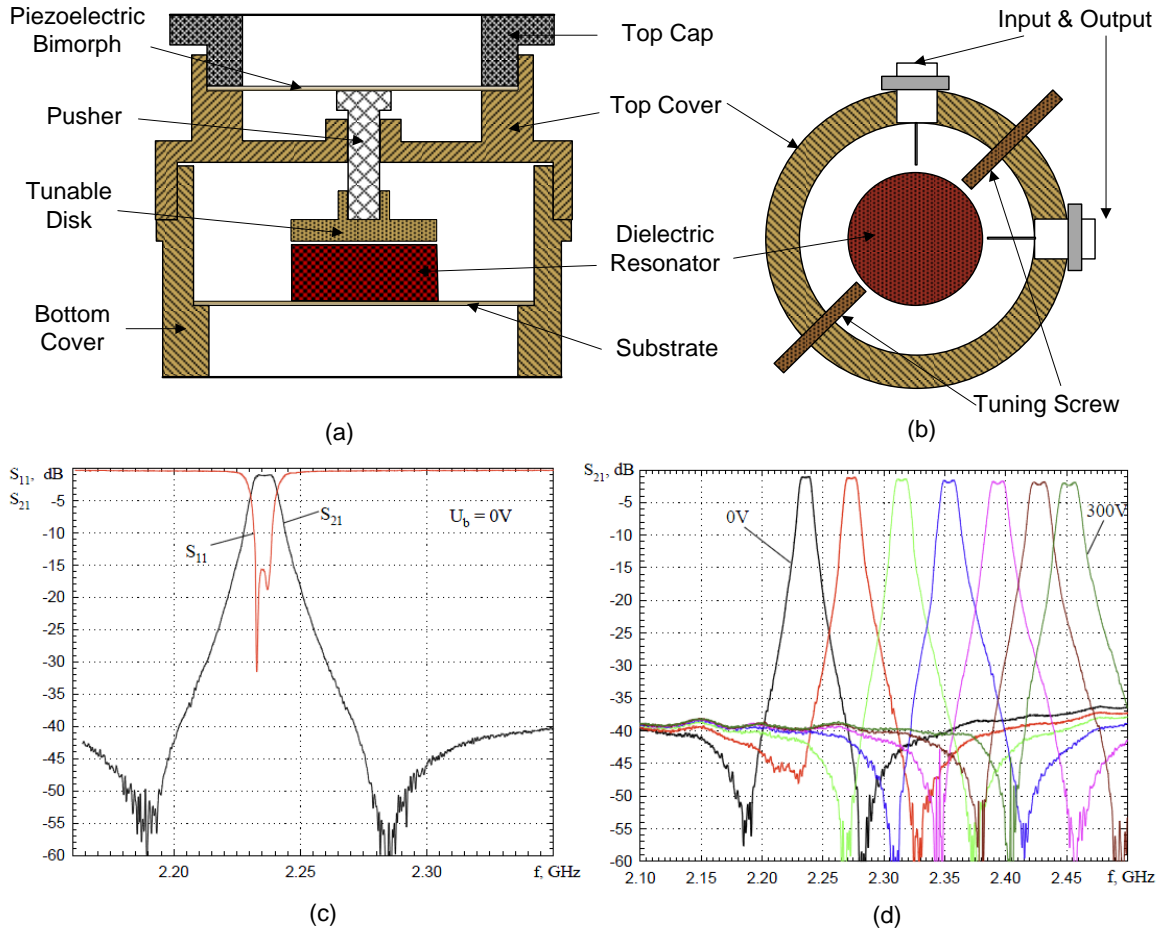 Piezoelectric
Bimorph
Pusher
Tunable
Disk
Bottom
Cover
Top Cap
Top Cover
Dielectric
Resonator
Substrate
Input & Output
Tuning Screw
(a)
(b)
S11, dB
S21
-5
-10
-15
-20
-25
-30
-35
-40
-45
-50
-55
-60
S21
S11
Ub = 0V
2.20
2.25
2.30
f, GHz
(c)
S21, dB
-5
-10
-15
-20
-25
-30
-35
-40
-45
-50
-55
-60
0V
300V
2.10
2.15
2.20
2.25
2.30
2.35
2.40
2.45
f, GHz
(d)